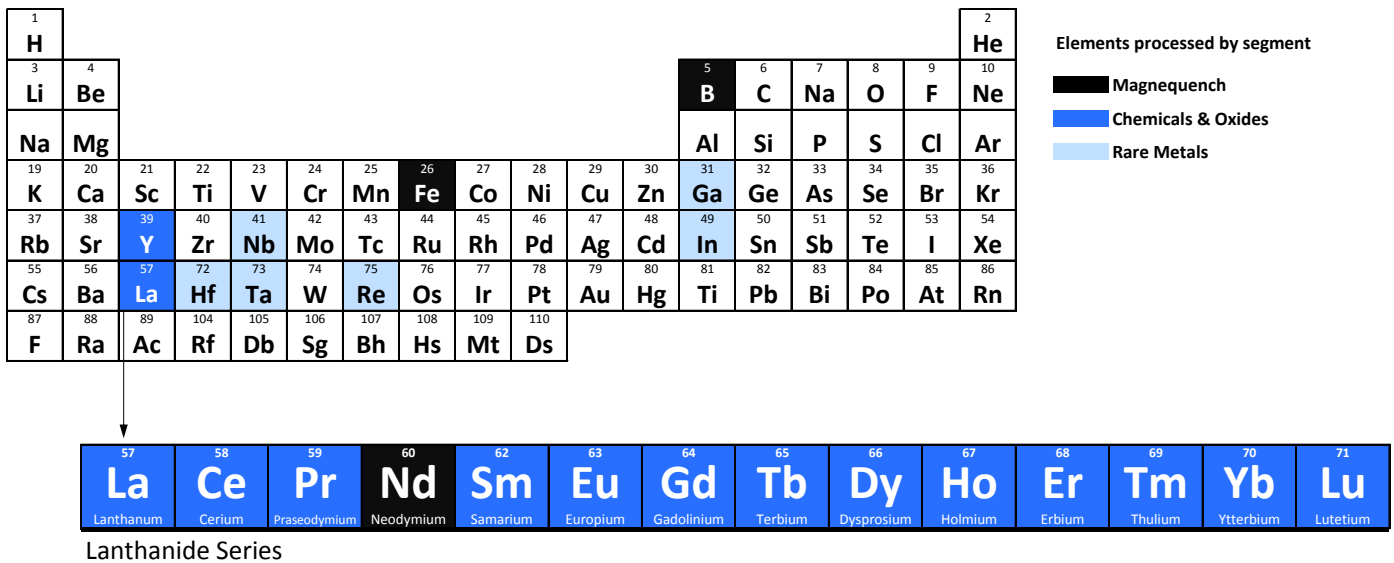 1 2
H He
Elements processed by segment
3 4 5 6 7 8 9 10
Li Be B C Na O F Ne
Magnequench
Chemicals & Oxides
Na Mg Al Si P S Cl Ar
Rare Metals
19 20 21 22 23 24 25 26 27 28 29 30 31 32 33 34 35 36
K Ca Sc Ti V Cr Mn Fe Co Ni Cu Zn Ga Ge As Se Br Kr
37 38 39 40 41 42 43 44 45 46 47 48 49 50 51 52 53 54
Rb Sr Y Zr Nb Mo Tc Ru Rh Pd Ag Cd In Sn Sb Te I Xe
55 56 57 72 73 74 75 76 77 78 79 80 81 82 83 84 85 86
Cs Ba La Hf Ta W Re Os Ir Pt Au Hg Ti Pb Bi Po At Rn
87 88 89 104 105 106 107 108 109 110
F Ra Ac Rf Db Sg Bh Hs Mt Ds
57 58 59 60 62 63 64 65 66 67 68 69 70 71
La Ce Pr Nd Sm Eu Gd Tb Dy Ho Er Tm Yb Lu
Lanthanum Cerium Praseodymium Neodymium Samarium Europium Gadolinium Terbium Dysprosium Holmium Erbium Thulium Ytterbium Lutetium
Lanthanide Series